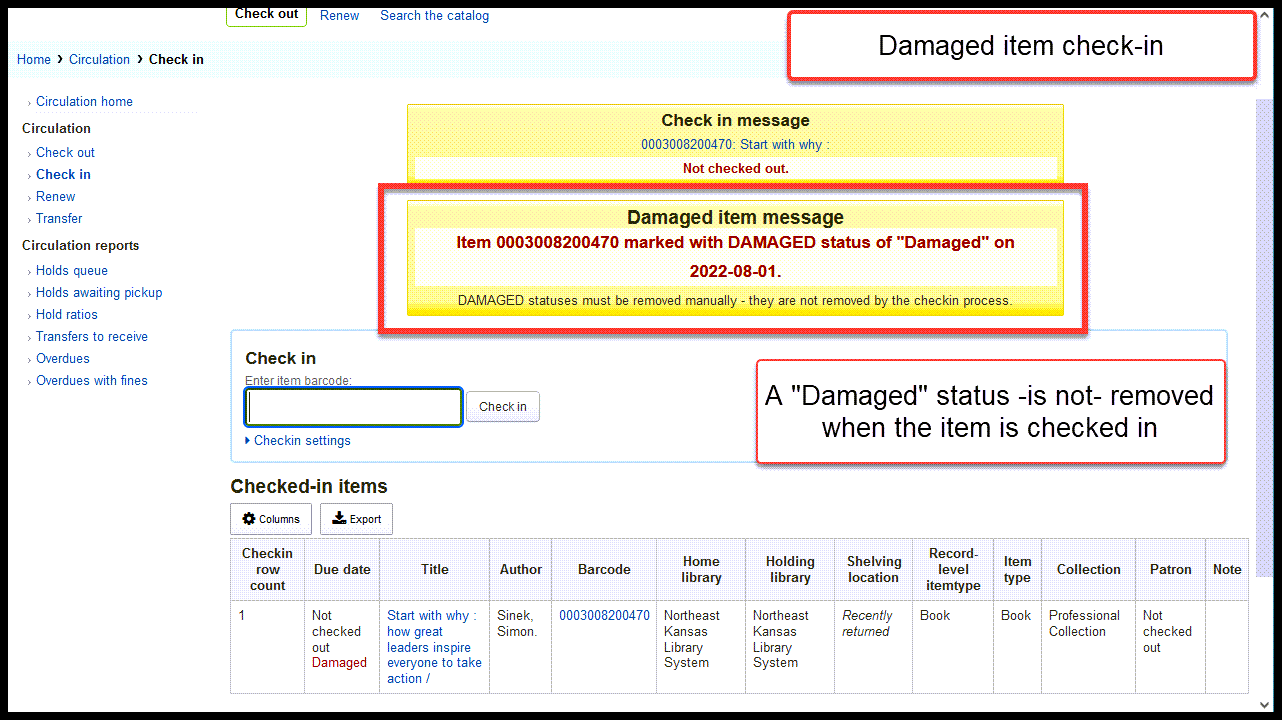 Check out Renew Search the catalog
Damaged item check-in
Home › Circulation › Check in
› Circulation home
Circulation
› Check out
› Check in
› Renew
› Transfer
Circulation reports
› Holds queue
› Holds awaiting pickup
› Hold ratios
› Transfers to receive
› Overdues
› Overdues with fines
Check in message
0003008200470: Start with why :
Not checked out.
Damaged item message
Item 0003008200470 marked with DAMAGED status of "Damaged" on
2022-08-01.
DAMAGED statuses must be removed manually - they are not removed by the checkin process.
Check in
Enter item barcode:
Check in
Checkin settings
A "Damaged" status -is not- removed
when the item is checked in
Checked-in items
Columns Export
Checkin
row
count
Due date
Title
Author
Barcode
Home
library
Holding
library
Shelving
location
Record-
level
itemtype
Item
type
Collection
Patron
Note
1
Not
checked
out
Damaged
Start with why :
how great
leaders inspire
everyone to take
action /
Sinek,
Simon.
0003008200470
Northeast
Kansas
Library
System
Northeast
Kansas
Library
System
Recently
returned
Book
Book
Professional
Collection
Not
checked
out